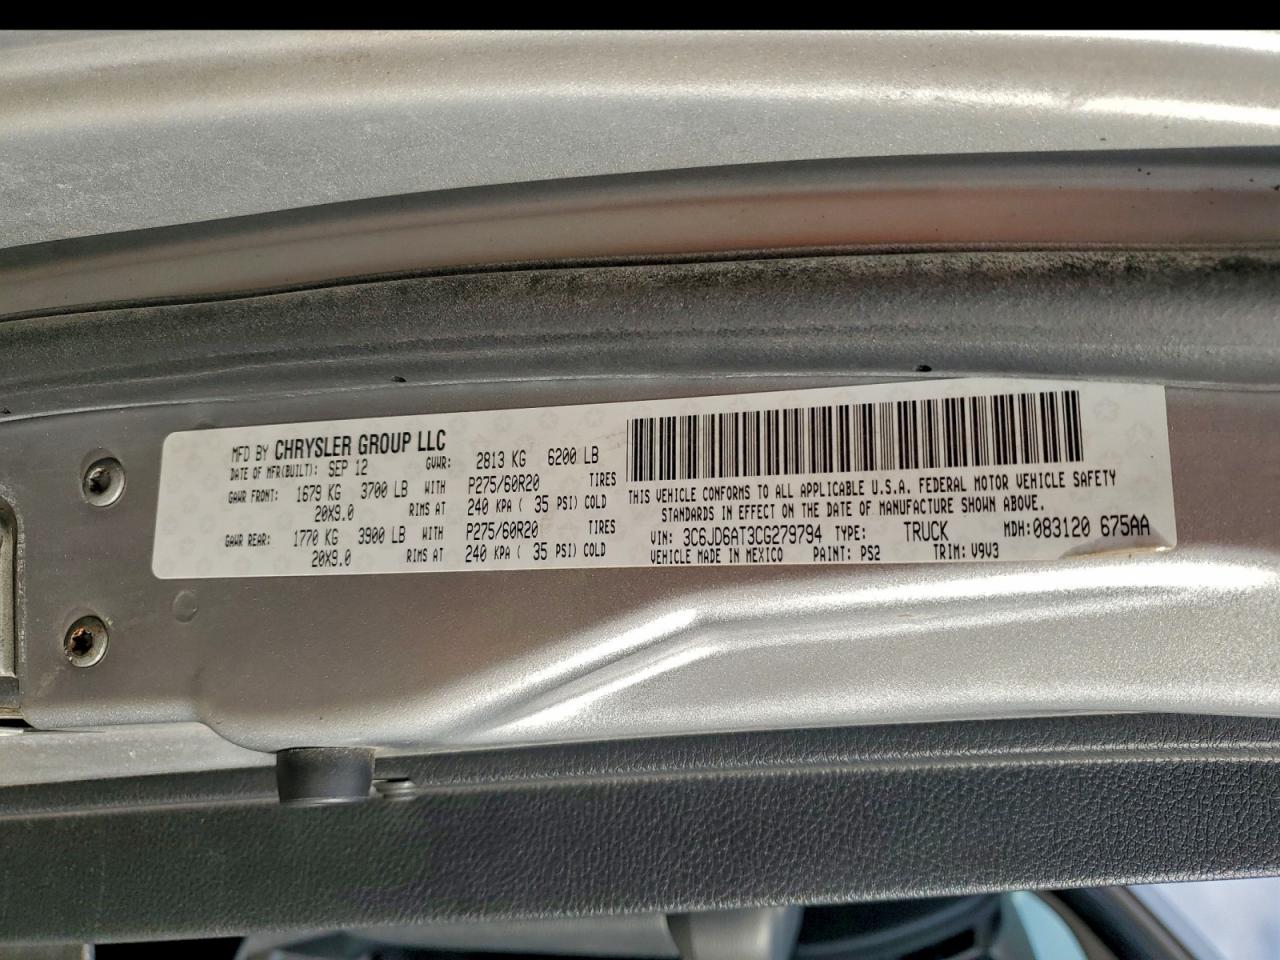 MFD BY CHRYSLER GROUP LLC
DATE OF MFR(BUILT): SEP 12 GVWR: 2813 KG 6200 LB
GAWR FRONT: 1679 KG 3700 LB WITH P275/60R20 TIRES
20X9.0 RIMS AT 240 KPA ( 35 PSI) COLD
GAWR REAR: 1770 KG 3900 LB WITH P275/60R20 TIRES
20X9.0 RIMS AT 240 KPA ( 35 PSI) COLD
THIS VEHICLE CONFORMS TO ALL APPLICABLE U.S.A. FEDERAL MOTOR VEHICLE SAFETY
STANDARDS IN EFFECT ON THE DATE OF MANUFACTURE SHOWN ABOVE.
VIN: 3C6JD6AT3CG279794 TYPE: TRUCK MDH: 083120 675AA
VEHICLE MADE IN MEXICO PAINT: PS2 TRIM: V9V3